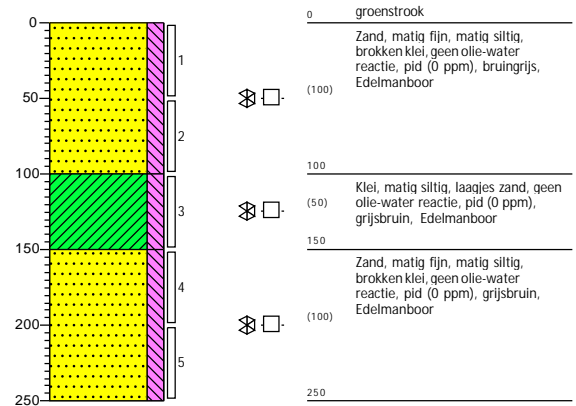 0
groenstrook
0
Zand, matig fijn, matig siltig,
brokken klei, geen olie-water
reactie, pid (0 ppm), bruingrijs,
Edelmanboor
1
(100)
50
2
100
100
Klei, matig siltig, laagjes zand, geen
olie-water reactie, pid (0 ppm),
grijsbruin, Edelmanboor
(50)
3
150
150
Zand, matig fijn, matig siltig,
brokken klei, geen olie-water
reactie, pid (0 ppm), grijsbruin,
Edelmanboor
4
(100)
200
5
250
250